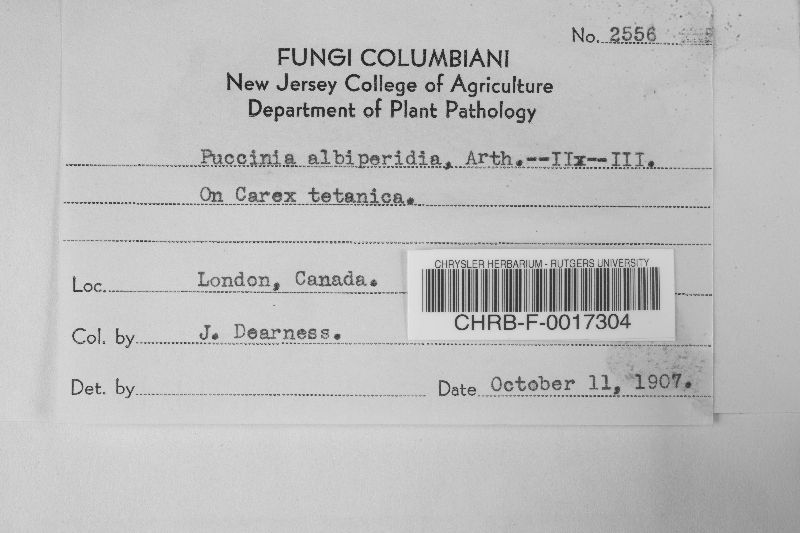 No. 2556
FUNGI COLUMBIANI
New Jersey College of Agriculture
Department of Plant Pathology
Puccinia albiperidia, Arth.--IIx--III.
On Carex tetanica.
Loc. London, Canada.
CHRYSLER HERBARIUM - RUTGERS UNIVERSITY
CHRB-F-0017304
Col. by J. Dearness.
Det. by
Date October 11, 1907.